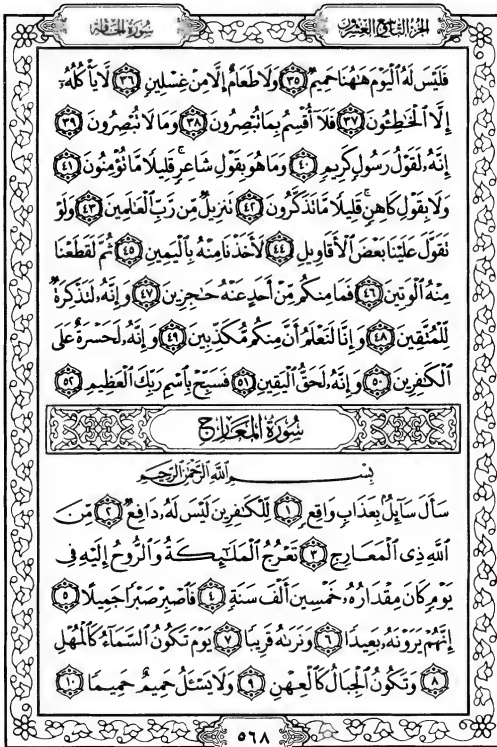 الجزء التاسع والعشرون
سورة الحاقة
فَلَيْسَ لَهُ ٱلْيَوْمَ هَٰهُنَا حَمِيمٌ ٣٥ وَلَا طَعَامٌ إِلَّا مِنْ غِسْلِينٍ ٣٦ لَّا يَأْكُلُهُۥٓ
إِلَّا ٱلْخَٰطِـُٔونَ ٣٧ فَلَآ أُقْسِمُ بِمَا تُبْصِرُونَ ٣٨ وَمَا لَا تُبْصِرُونَ ٣٩
إِنَّهُۥ لَقَوْلُ رَسُولٍ كَرِيمٍ ٤٠ وَمَا هُوَ بِقَوْلِ شَاعِرٍ ۚ قَلِيلًا مَّا تُؤْمِنُونَ ٤١
وَلَا بِقَوْلِ كَاهِنٍ ۚ قَلِيلًا مَّا تَذَكَّرُونَ ٤٢ تَنزِيلٌ مِّن رَّبِّ ٱلْعَٰلَمِينَ ٤٣ وَلَوْ
تَقَوَّلَ عَلَيْنَا بَعْضَ ٱلْأَقَاوِيلِ ٤٤ لَأَخَذْنَا مِنْهُ بِٱلْيَمِينِ ٤٥ ثُمَّ لَقَطَعْنَا
مِنْهُ ٱلْوَتِينَ ٤٦ فَمَا مِنكُم مِّنْ أَحَدٍ عَنْهُ حَٰجِزِينَ ٤٧ وَإِنَّهُۥ لَتَذْكِرَةٌ
لِّلْمُتَّقِينَ ٤٨ وَإِنَّا لَنَعْلَمُ أَنَّ مِنكُم مُّكَذِّبِينَ ٤٩ وَإِنَّهُۥ لَحَسْرَةٌ عَلَى
ٱلْكَٰفِرِينَ ٥٠ وَإِنَّهُۥ لَحَقُّ ٱلْيَقِينِ ٥١ فَسَبِّحْ بِٱسْمِ رَبِّكَ ٱلْعَظِيمِ ٥٢
سورة المعارج
بِسْمِ ٱللَّهِ ٱلرَّحْمَٰنِ ٱلرَّحِيمِ
سَأَلَ سَآئِلٌۢ بِعَذَابٍ وَاقِعٍ ١ لِّلْكَٰفِرِينَ لَيْسَ لَهُۥ دَافِعٌ ٢ مِّنَ
ٱللَّهِ ذِى ٱلْمَعَارِجِ ٣ تَعْرُجُ ٱلْمَلَٰٓئِكَةُ وَٱلرُّوحُ إِلَيْهِ فِى
يَوْمٍ كَانَ مِقْدَارُهُۥ خَمْسِينَ أَلْفَ سَنَةٍ ٤ فَٱصْبِرْ صَبْرًا جَمِيلًا ٥
إِنَّهُمْ يَرَوْنَهُۥ بَعِيدًا ٦ وَنَرَىٰهُ قَرِيبًا ٧ يَوْمَ تَكُونُ ٱلسَّمَآءُ كَٱلْمُهْلِ
٨ وَتَكُونُ ٱلْجِبَالُ كَٱلْعِهْنِ ٩ وَلَا يَسْـَٔلُ حَمِيمٌ حَمِيمًا ١٠
٥٦٨